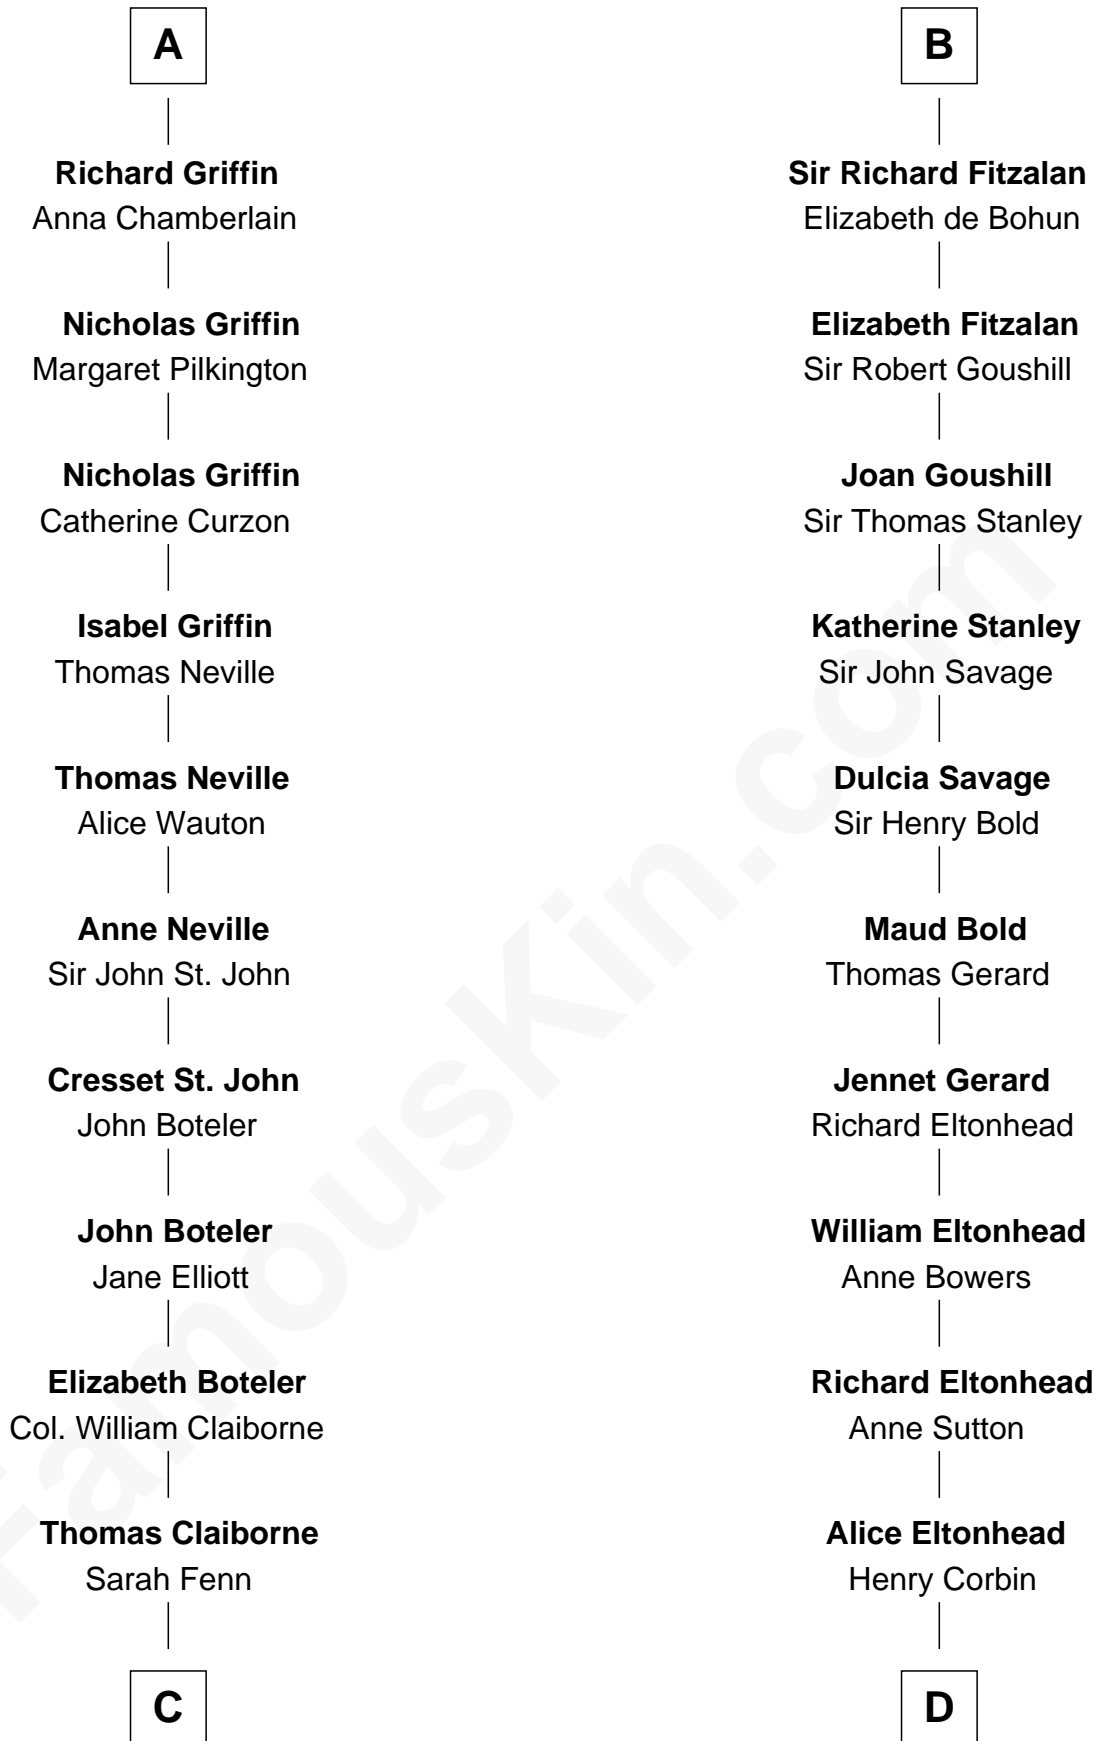 A
Richard Griffin
Anna Chamberlain
Nicholas Griffin
Margaret Pilkington
Nicholas Griffin
Catherine Curzon
Isabel Griffin
Thomas Neville
Thomas Neville
Alice Wauton
Anne Neville
Sir John St. John
Cresset St. John
John Boteler
John Boteler
Jane Elliott
Elizabeth Boteler
Col. William Claiborne
Thomas Claiborne
Sarah Fenn
C
B
Sir Richard Fitzalan
Elizabeth de Bohun
Elizabeth Fitzalan
Sir Robert Goushill
Joan Goushill
Sir Thomas Stanley
Katherine Stanley
Sir John Savage
Dulcia Savage
Sir Henry Bold
Maud Bold
Thomas Gerard
Jennet Gerard
Richard Eltonhead
William Eltonhead
Anne Bowers
Richard Eltonhead
Anne Sutton
Alice Eltonhead
Henry Corbin
D
FamousKin.com